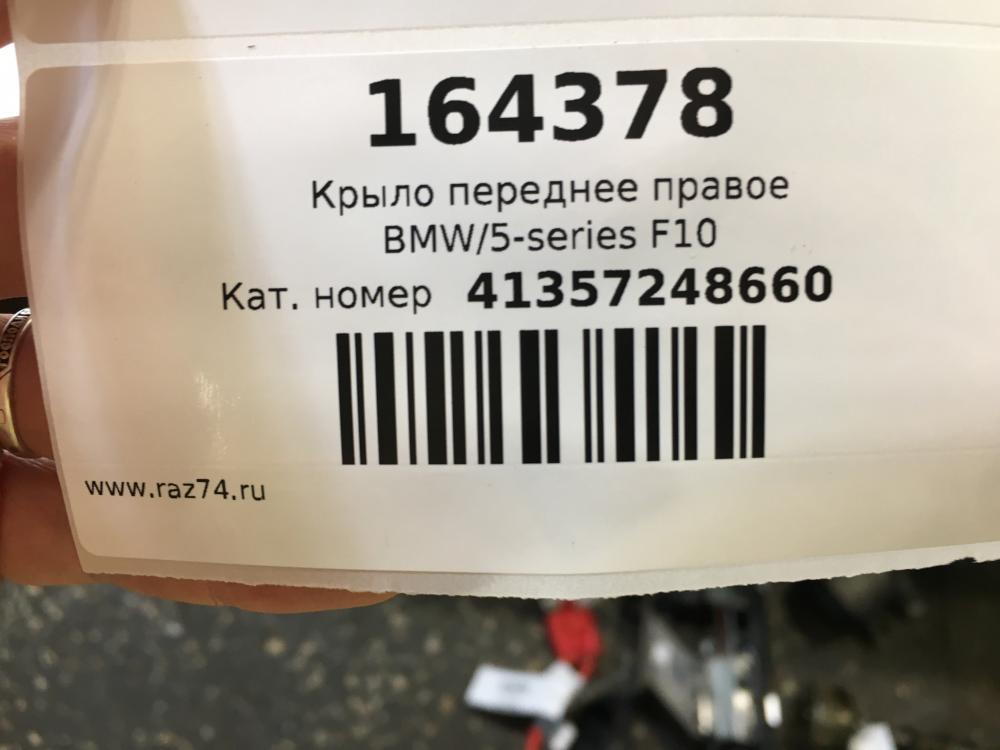 164378
Крыло переднее правое
BMW/5-series F10
Кат. номер 41357248660
www.raz74.ru